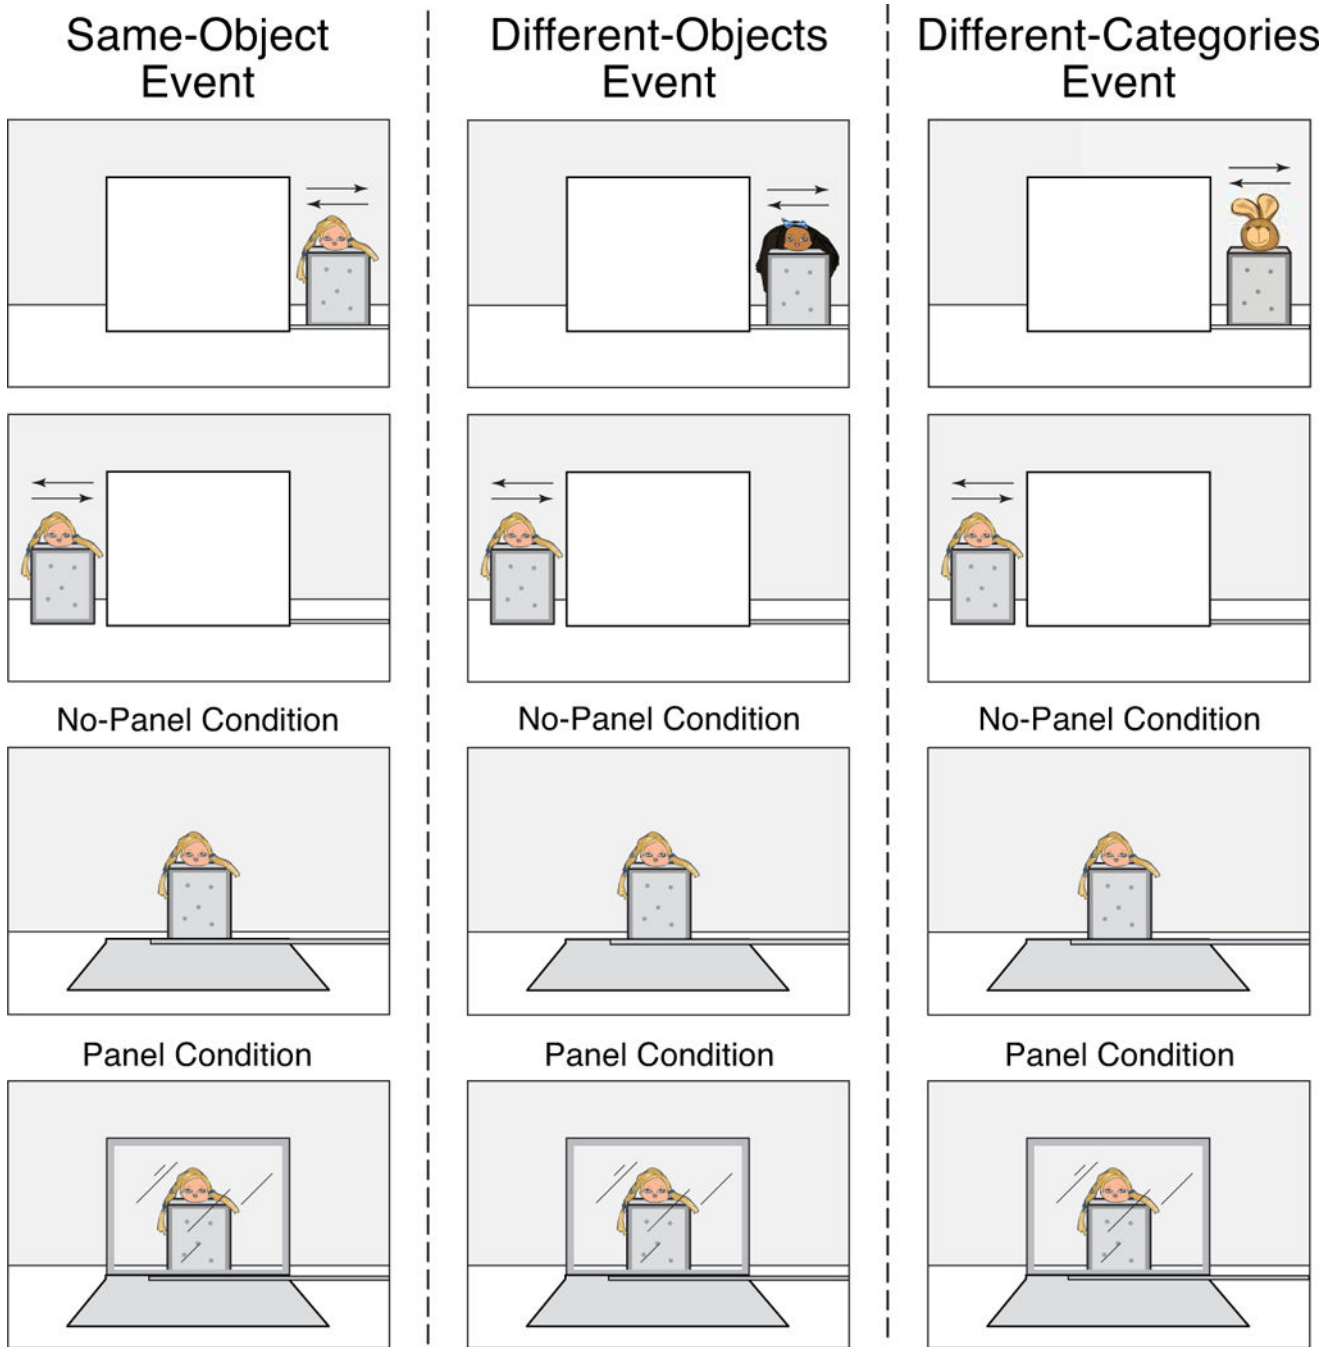 Same-Object
Event
Different-Objects
Event
Different-Categories
Event
No-Panel Condition
No-Panel Condition
No-Panel Condition
Panel Condition
Panel Condition
Panel Condition